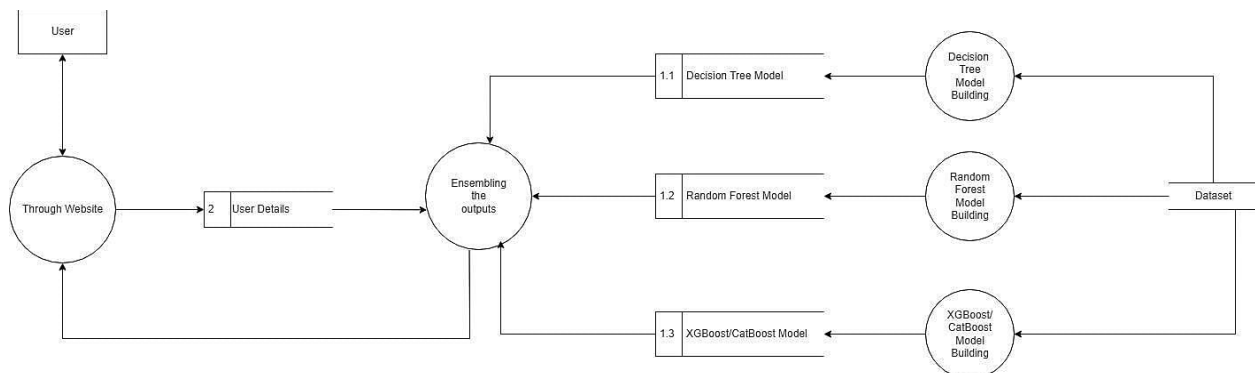 User
Through Website
2 User Details
Ensembling
the
outputs
1.1 Decision Tree Model
Decision
Tree
Model
Building
1.2 Random Forest Model
Random
Forest
Model
Building
Dataset
1.3 XGBoost/CatBoost Model
XGBoost/
CatBoost
Model
Building